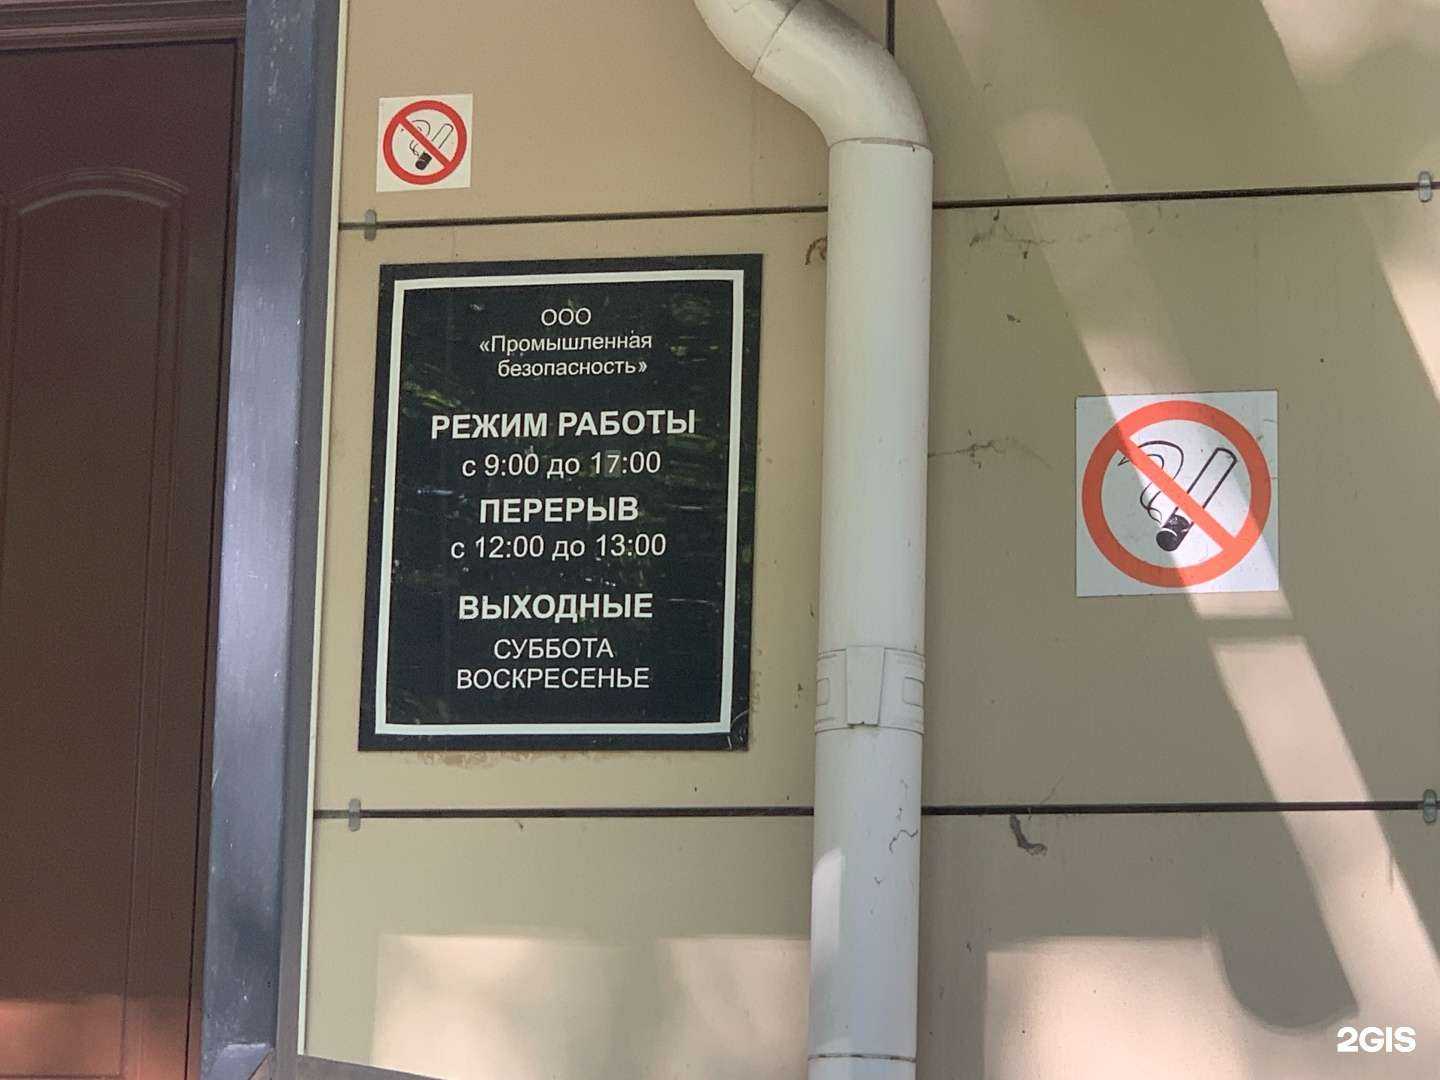 ООО
«Промышленная
безопасность»
РЕЖИМ РАБОТЫ
с 9:00 до 17:00
ПЕРЕРЫВ
с 12:00 до 13:00
ВЫХОДНЫЕ
СУББОТА
ВОСКРЕСЕНЬЕ
2GIS